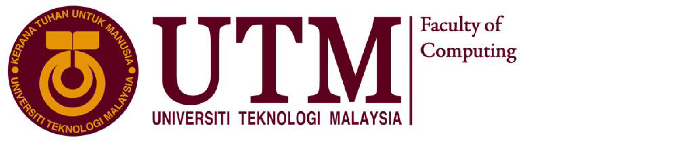 KERANA TUHAN UNTUK MANUSIA
UNIVERSITI TEKNOLOGI MALAYSIA
UTM
UNIVERSITI TEKNOLOGI MALAYSIA
Faculty of
Computing